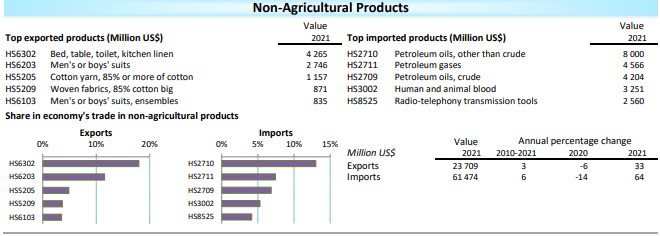 Non-Agricultural Products
Value
Top exported products (Million US$) 2021
HS6302 Bed, table, toilet, kitchen linen 4 265
HS6203 Men's or boys' suits 2 746
HS5205 Cotton yarn, 85% or more of cotton 1 157
HS5209 Woven fabrics, 85% cotton big 871
HS6103 Men's or boys' suits, ensembles 835
Value
Top imported products (Million US$) 2021
HS2710 Petroleum oils, other than crude 8 000
HS2711 Petroleum gases 4 566
HS2709 Petroleum oils, crude 4 204
HS3002 Human and animal blood 3 251
HS8525 Radio-telephony transmission tools 2 560
Share in economy's trade in non-agricultural products
Exports
0% 10% 20%
HS6302
HS6203
HS5205
HS5209
HS6103
Imports
0% 5% 10% 15%
HS2710
HS2711
HS2709
HS3002
HS8525
Value Annual percentage change
Million US$ 2021 2010-2021 2020 2021
Exports 23 709 3 -6 33
Imports 61 474 6 -14 64